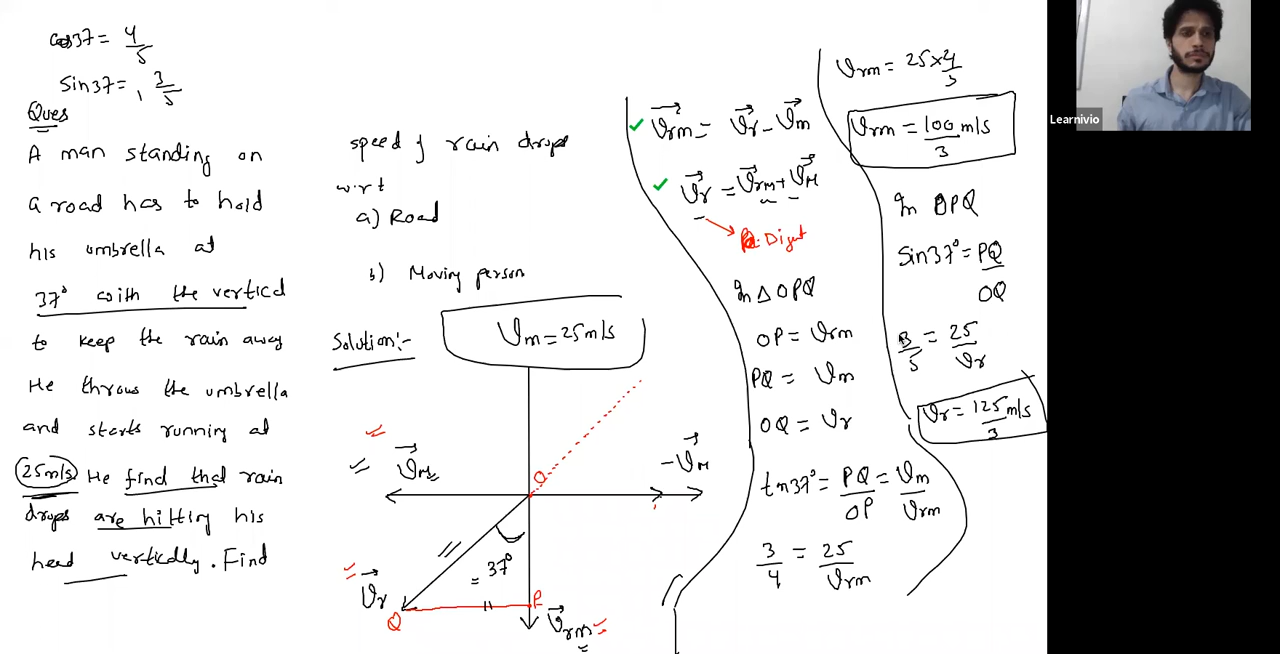 cos37 = 4/5
Sin37 = 3/5
Ques
A man standing on
a road has to hold
his umbrella at
37° with the vertical
to keep the rain away
He throws the umbrella
and starts running at
25m/s He find that rain
drops are hitting his
head vertically. Find
speed of rain drops
w.r.t
a) Road
b) Moving person
Solution:-
Vm = 25m/s
Vm
-Vm
O
37°
Vr
Q
P
Vrm
Vrm = Vr - Vm
Vr = Vrm + Vm
In Δ OPQ
OP = Vrm
PQ = Vm
OQ = Vr
tn37° = PQ/OP = Vm/Vrm
3/4 = 25/Vrm
Vrm = 25×4/3
Vrm = 100/3 m/s
In OPQ
Sin37° = PQ/OQ
3/5 = 25/Vr
Vr = 125/3 m/s
Learnivio